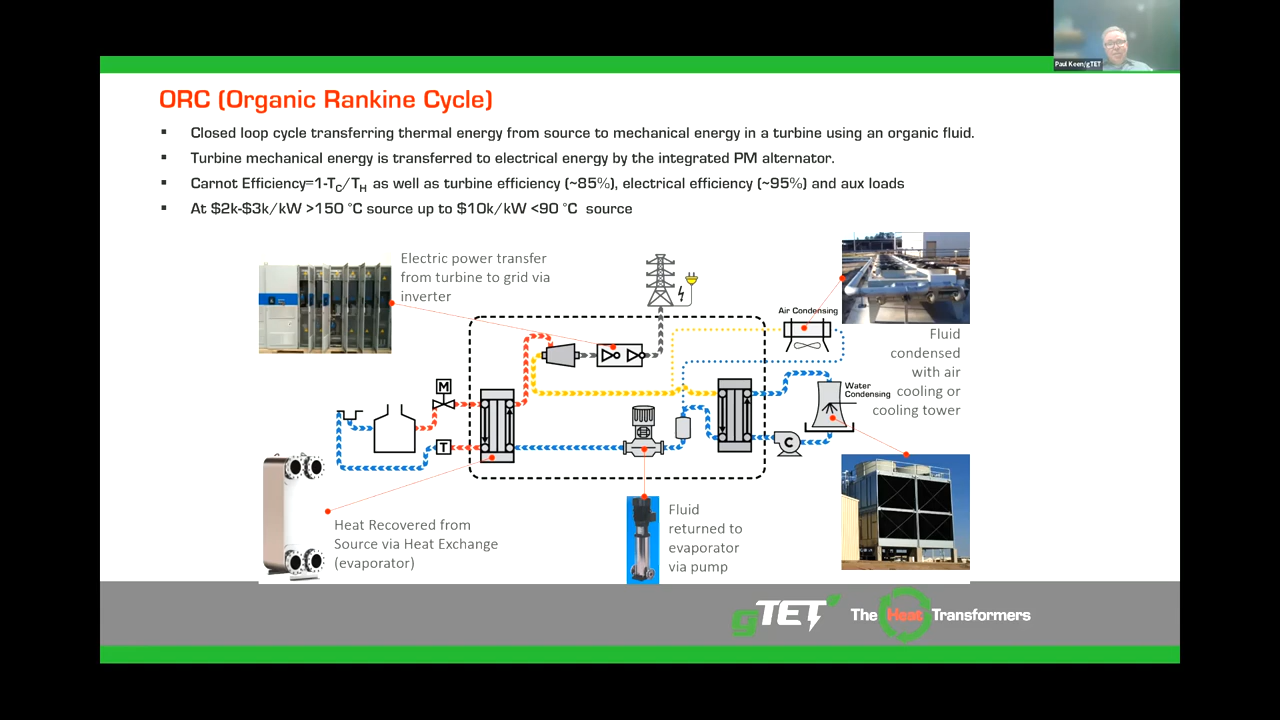 Paul Keen/gTET
ORC (Organic Rankine Cycle)
▪ Closed loop cycle transferring thermal energy from source to mechanical energy in a turbine using an organic fluid.
▪ Turbine mechanical energy is transferred to electrical energy by the integrated PM alternator.
▪ Carnot Efficiency=1-TC/TH as well as turbine efficiency (~85%), electrical efficiency (~95%) and aux loads
▪ At $2k-$3k/kW >150 °C source up to $10k/kW <90 °C source
Electric power transfer
from turbine to grid via
inverter
Air Condensing
Fluid
condensed
with air
cooling or
cooling tower
Water
Condensing
M
T
C
Heat Recovered from
Source via Heat Exchange
(evaporator)
Fluid
returned to
evaporator
via pump
gTET
The Heat Transformers